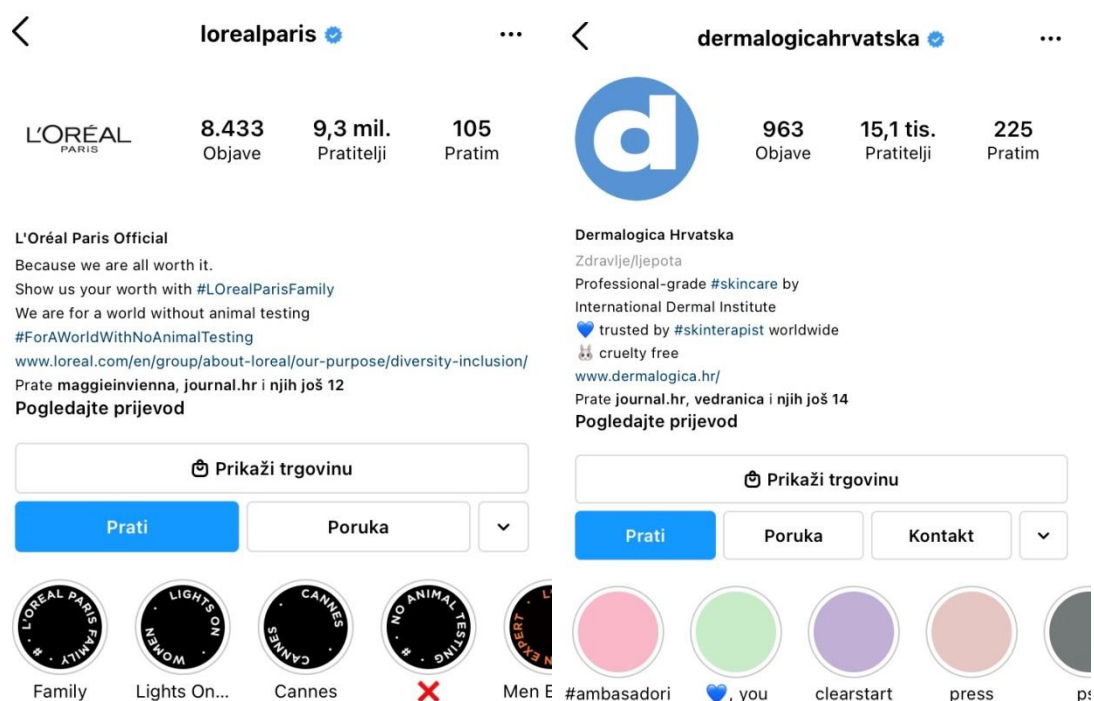 lorealparis
L'ORÉAL
PARIS
8.433 9,3 mil. 105
Objave Pratitelji Pratim
L'Oréal Paris Official
Because we are all worth it.
Show us your worth with #LOrealParisFamily
We are for a world without animal testing
#ForAWorldWithNoAnimalTesting
www.loreal.com/en/group/about-loreal/our-purpose/diversity-inclusion/
Prate maggieinvienna, journal.hr i njih još 12
Pogledajte prijevod
Prikaži trgovinu
Prati Poruka
# · L'OREAL PARIS FAMILY ·
LIGHTS ON · WOMEN ·
CANNES · CANNES ·
# · NO ANIMAL TESTING ·
Family Lights On... Cannes ❌ Men E
dermalogicahrvatska
d
963 15,1 tis. 225
Objave Pratitelji Pratim
Dermalogica Hrvatska
Zdravlje/ljepota
Professional-grade #skincare by
International Dermal Institute
💙 trusted by #skinterapist worldwide
🐰 cruelty free
www.dermalogica.hr/
Prate journal.hr, vedranica i njih još 14
Pogledajte prijevod
Prikaži trgovinu
Prati Poruka Kontakt
#ambasadori 💙, you clearstart press ps